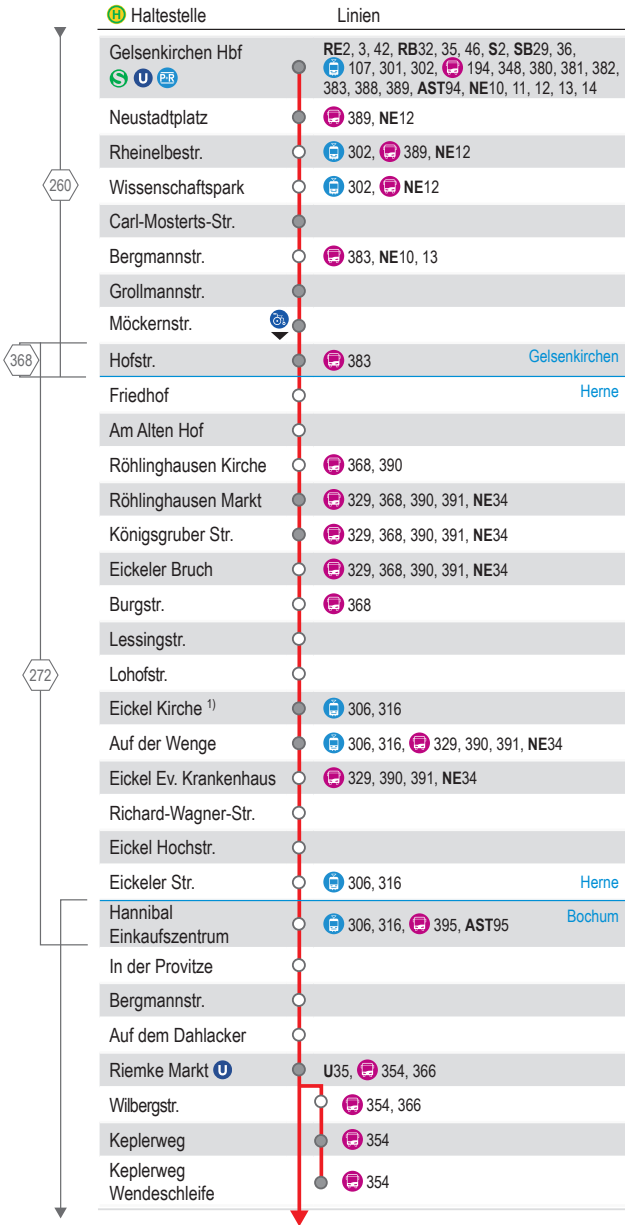 H Haltestelle Linien
Gelsenkirchen Hbf RE2, 3, 42, RB32, 35, 46, S2, SB29, 36,
S U P+R 107, 301, 302, 194, 348, 380, 381, 382,
383, 388, 389, AST94, NE10, 11, 12, 13, 14
Neustadtplatz 389, NE12
Rheinelbestr. 302, 389, NE12
260 Wissenschaftspark 302, NE12
Carl-Mosterts-Str.
Bergmannstr. 383, NE10, 13
Grollmannstr.
Möckernstr.
368 Hofstr. 383 Gelsenkirchen
Friedhof Herne
Am Alten Hof
Röhlinghausen Kirche 368, 390
Röhlinghausen Markt 329, 368, 390, 391, NE34
Königsgruber Str. 329, 368, 390, 391, NE34
Eickeler Bruch 329, 368, 390, 391, NE34
Burgstr. 368
Lessingstr.
272 Lohofstr.
Eickel Kirche 1) 306, 316
Auf der Wenge 306, 316, 329, 390, 391, NE34
Eickel Ev. Krankenhaus 329, 390, 391, NE34
Richard-Wagner-Str.
Eickel Hochstr.
Eickeler Str. 306, 316 Herne
Hannibal
Einkaufszentrum 306, 316, 395, AST95 Bochum
In der Provitze
Bergmannstr.
Auf dem Dahlacker
Riemke Markt U U35, 354, 366
Wilbergstr. 354, 366
Keplerweg 354
Keplerweg
Wendeschleife 354